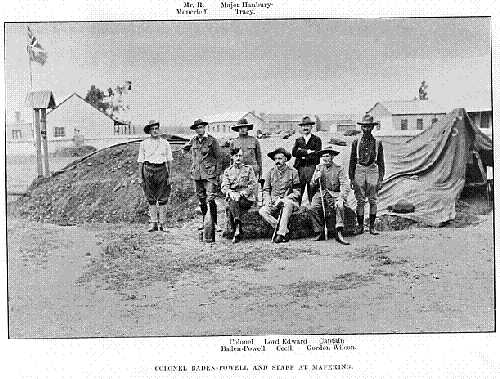 Mr. R. Major Hanbury-
Tracy.
Colonel Lord Edward Captain
Baden-Powell Cecil. Gordon Wilson.
COLONEL BADEN-POWELL AND STAFF AT MAFEKING.